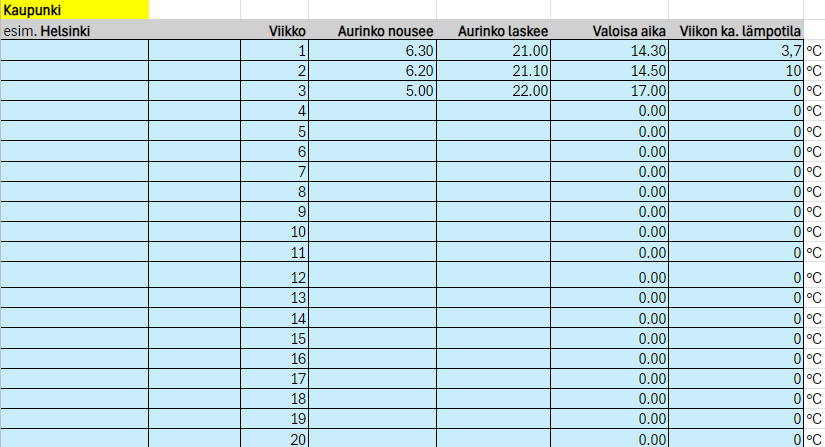 Kaupunki
esim. Helsinki Viikko Aurinko nousee Aurinko laskee Valoisa aika Viikon ka. lämpotila
1 6.30 21.00 14.30 3,7 °C
2 6.20 21.10 14.50 10 °C
3 5.00 22.00 17.00 0 °C
4 0.00 0 °C
5 0.00 0 °C
6 0.00 0 °C
7 0.00 0 °C
8 0.00 0 °C
9 0.00 0 °C
10 0.00 0 °C
11 0.00 0 °C
12 0.00 0 °C
13 0.00 0 °C
14 0.00 0 °C
15 0.00 0 °C
16 0.00 0 °C
17 0.00 0 °C
18 0.00 0 °C
19 0.00 0 °C
20 0.00 0 °C